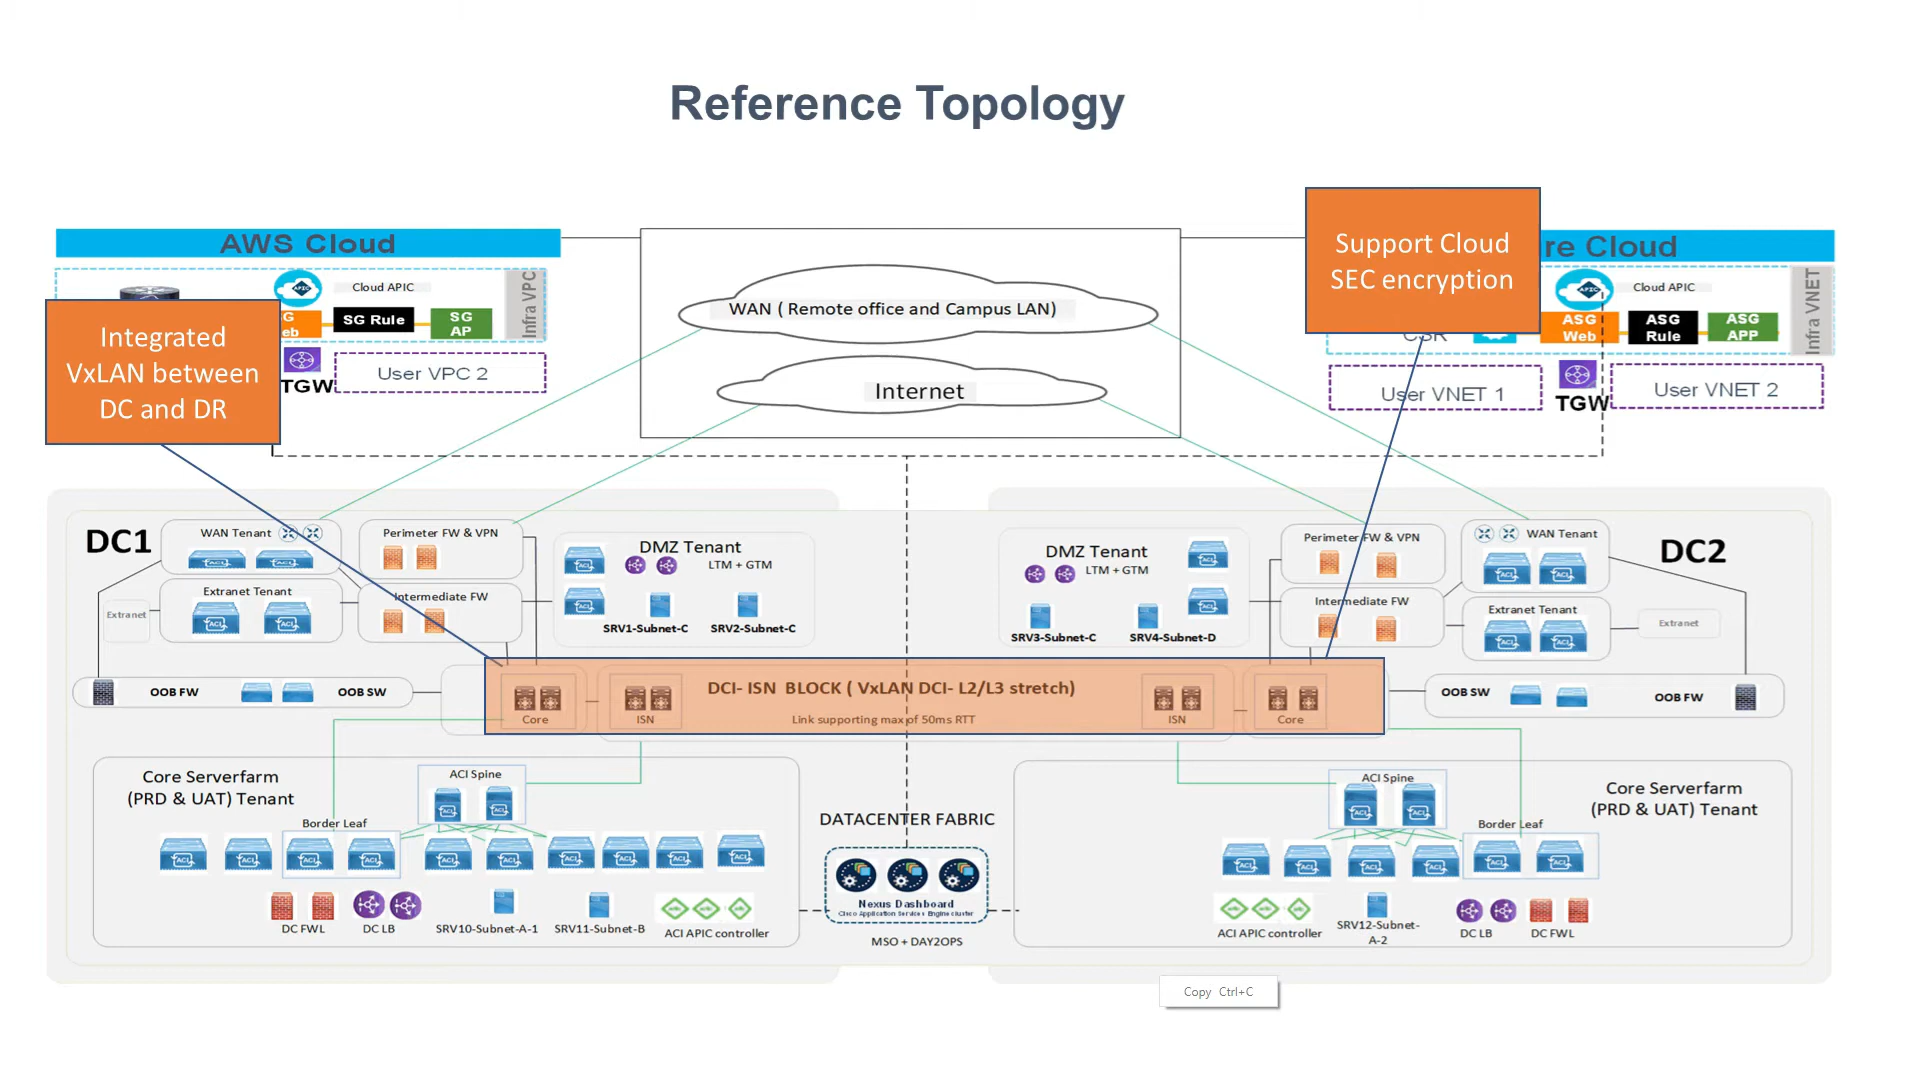 Reference Topology
AWS Cloud
Cloud APIC
Infra VPC
SG Rule
SG
AP
User VPC 2
TGW
Integrated
VxLAN between
DC and DR
WAN ( Remote office and Campus LAN)
Internet
Support Cloud
SEC encryption
re Cloud
Cloud APIC
Infra VNET
CSR
ASG
Web
ASG
Rule
ASG
APP
User VNET 1
TGW
User VNET 2
DC1
WAN Tenant
Perimeter FW & VPN
DMZ Tenant
LTM + GTM
Extranet Tenant
Extranet
Intermediate FW
SRV1-Subnet-C
SRV2-Subnet-C
OOB FW
OOB SW
DC2
DMZ Tenant
LTM + GTM
Perimeter FW & VPN
WAN Tenant
Intermediate FW
Extranet Tenant
Extranet
SRV3-Subnet-C
SRV4-Subnet-D
OOB SW
OOB FW
DCI- ISN BLOCK ( VxLAN DCI- L2/L3 stretch)
Link supporting max of 50ms RTT
Core
ISN
ISN
Core
Core Serverfarm
(PRD & UAT) Tenant
ACI Spine
Border Leaf
DC FWL
DC LB
SRV10-Subnet-A-1
SRV11-Subnet-B
ACI APIC controller
DATACENTER FABRIC
Nexus Dashboard
Cisco Application Services Engine cluster
MSO + DAY2OPS
ACI Spine
Border Leaf
Core Serverfarm
(PRD & UAT) Tenant
ACI APIC controller
SRV12-Subnet-
A-2
DC LB
DC FWL
Copy Ctrl+C